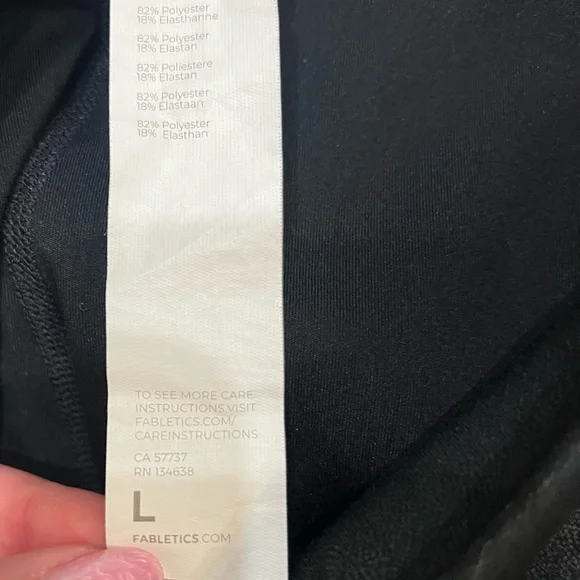 82% Polyester
18% Elasthanne
82% Polyester
18% Elastan
82% Poliestere
18% Elastan
82% Polyester
18% Elastaan
82% Polyester
18% Elasthan
TO SEE MORE CARE
INSTRUCTIONS VISIT
FABLETICS.COM/
CAREINSTRUCTIONS
CA 57737
RN 134638
L
FABLETICS.COM